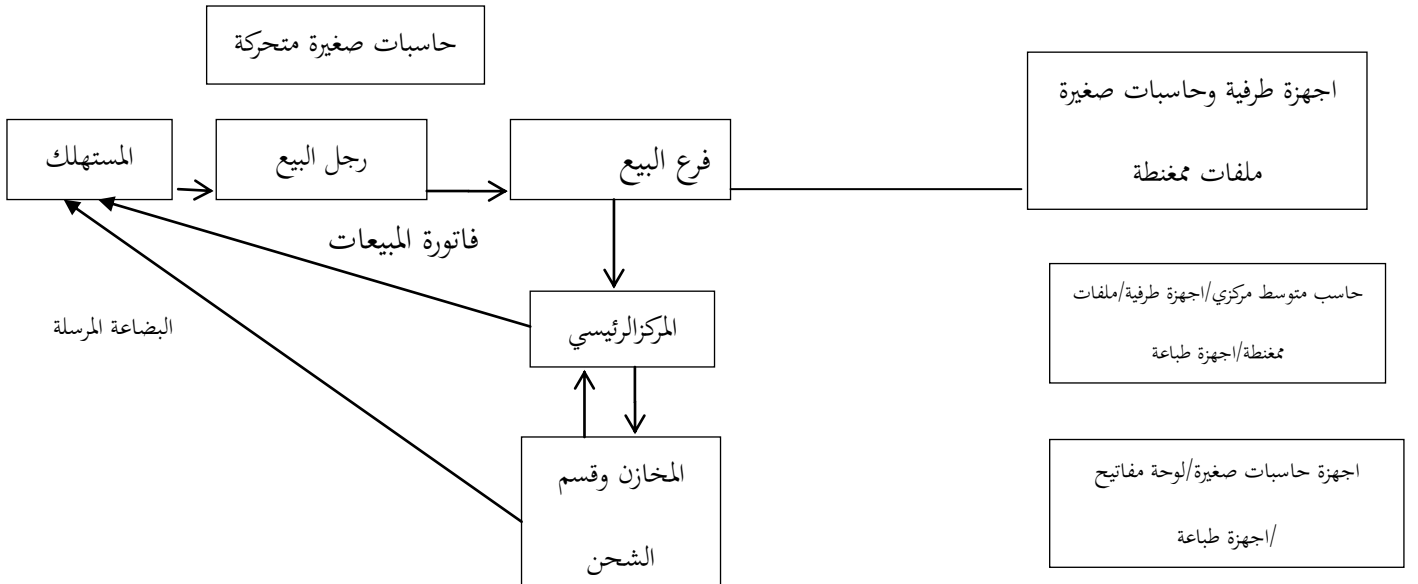 حاسبات صغيرة متحركة
اجهزة طرفية وحاسبات صغيرة
ملفات ممغنطة
المستهلك
رجل البيع
فرع البيع
فاتورة المبيعات
حاسب متوسط مركزي/اجهزة طرفية/ملفات
ممغنطة/اجهزة طباعة
المركزالرئيسي
البضاعة المرسلة
المخازن وقسم
الشحن
اجهزة حاسبات صغيرة/لوحة مفاتيح
/اجهزة طباعة